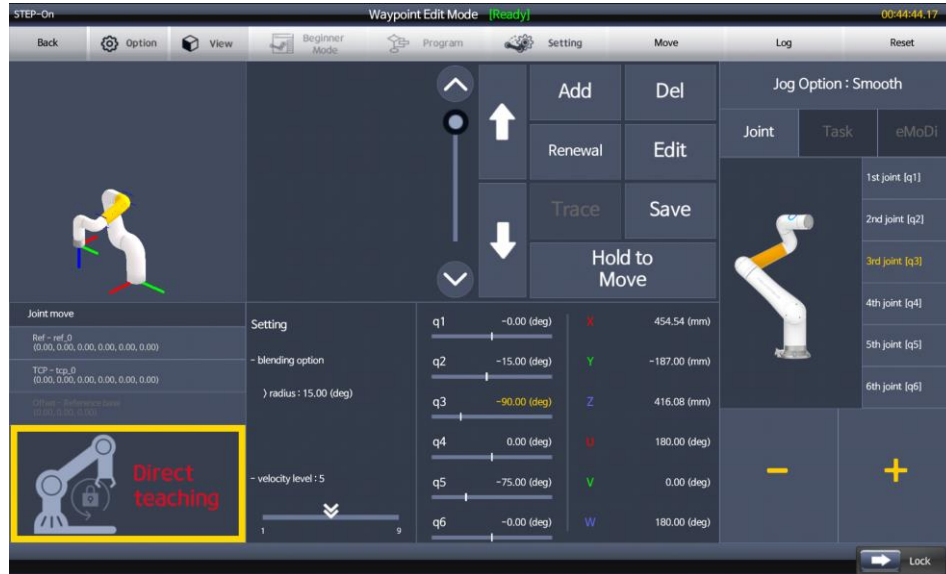 STEP-On
Waypoint Edit Mode [Ready]
00:44:44.17
Back
Option
View
Beginner
Mode
Program
Setting
Move
Log
Reset
Add
Del
Renewal
Edit
Trace
Save
Hold to
Move
Jog Option : Smooth
Joint
Task
eMoDi
1st joint [q1]
2nd joint [q2]
3rd joint [q3]
4th joint [q4]
5th joint [q5]
6th joint [q6]
Joint move
Ref - ref_0
(0.00, 0.00, 0.00, 0.00, 0.00, 0.00)
TCP - tcp_0
(0.00, 0.00, 0.00, 0.00, 0.00, 0.00)
Offset - Reference base
(0.00, 0.00, 0.00)
Direct
teaching
Setting
- blending option
) radius : 15.00 (deg)
- velocity level : 5
1 9
q1 -0.00 (deg) X 454.54 (mm)
q2 -15.00 (deg) Y -187.00 (mm)
q3 -90.00 (deg) Z 416.08 (mm)
q4 0.00 (deg) U 180.00 (deg)
q5 -75.00 (deg) V 0.00 (deg)
q6 -0.00 (deg) W 180.00 (deg)
- +
Lock